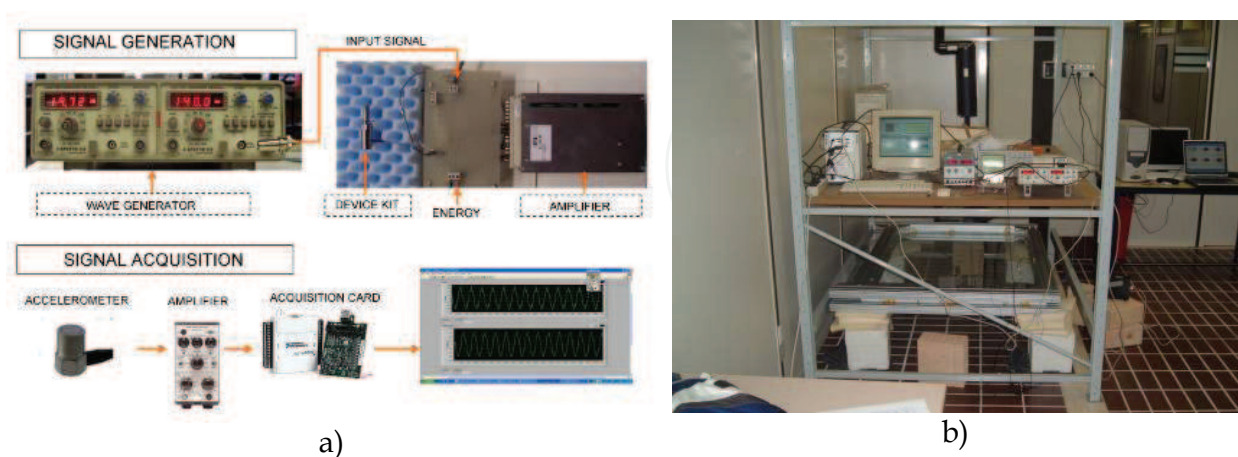 SIGNAL GENERATION
INPUT SIGNAL
WAVE GENERATOR
DEVICE KIT
ENERGY
AMPLIFIER
SIGNAL ACQUISITION
ACCELEROMETER
AMPLIFIER
ACQUISITION CARD
a)
b)